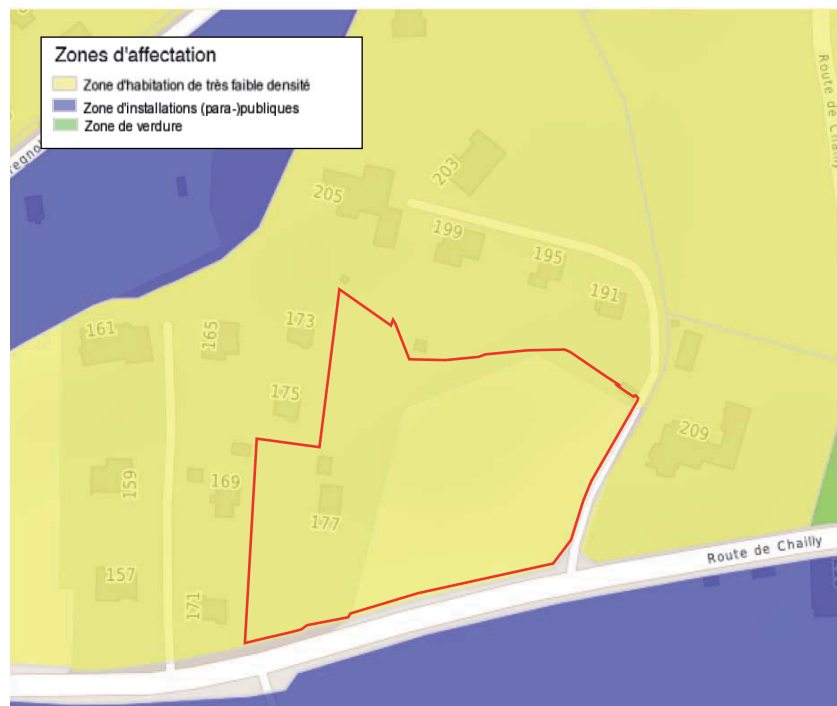 Zones d'affectation
Zone d'habitation de très faible densité
Zone d'installations (para-)publiques
Zone de verdure
Route de Chailly
203
205
199
195
191
173
161
165
175
209
159
169
177
157
171
Route de Chailly